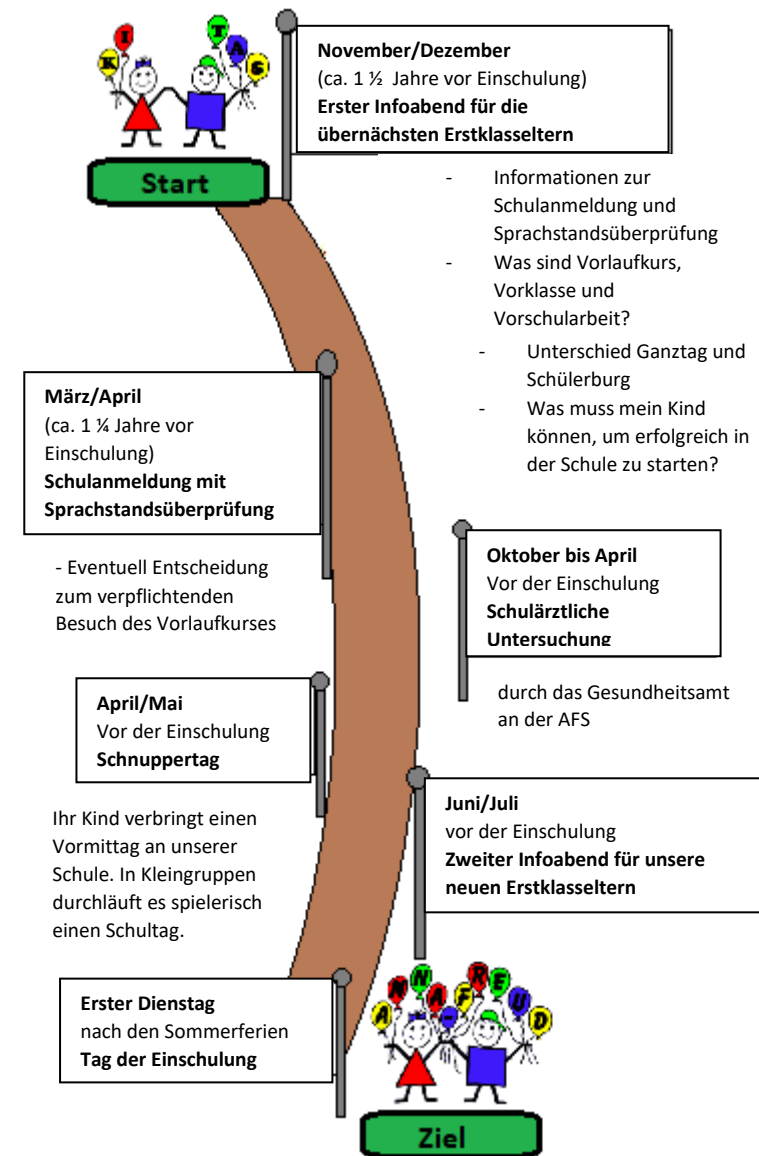 KITAS
Start
November/Dezember
(ca. 1 ½ Jahre vor Einschulung)
Erster Infoabend für die
übernächsten Erstklasseltern
- Informationen zur
Schulanmeldung und
Sprachstandsüberprüfung
- Was sind Vorlaufkurs,
Vorklasse und
Vorschularbeit?
- Unterschied Ganztag und
Schülerburg
- Was muss mein Kind
können, um erfolgreich in
der Schule zu starten?
März/April
(ca. 1 ¼ Jahre vor
Einschulung)
Schulanmeldung mit
Sprachstandsüberprüfung
- Eventuell Entscheidung
zum verpflichtenden
Besuch des Vorlaufkurses
Oktober bis April
Vor der Einschulung
Schulärztliche
Untersuchung
durch das Gesundheitsamt
an der AFS
April/Mai
Vor der Einschulung
Schnuppertag
Ihr Kind verbringt einen
Vormittag an unserer
Schule. In Kleingruppen
durchläuft es spielerisch
einen Schultag.
Juni/Juli
vor der Einschulung
Zweiter Infoabend für unsere
neuen Erstklasseltern
Erster Dienstag
nach den Sommerferien
Tag der Einschulung
ANNA-FREUD
Ziel